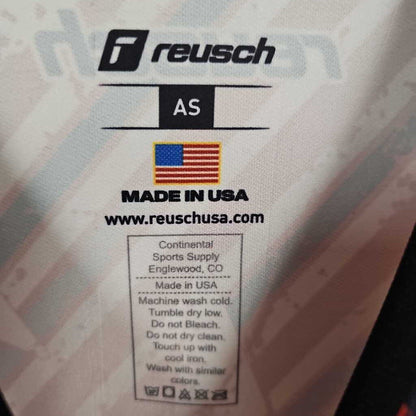 reusch
AS
MADE IN USA
www.reuschusa.com
Continental
Sports Supply
Englewood, CO
Made in USA
Machine wash cold.
Tumble dry low.
Do not Bleach.
Do not dry clean.
Touch up with
cool iron.
Wash with similar
colors.